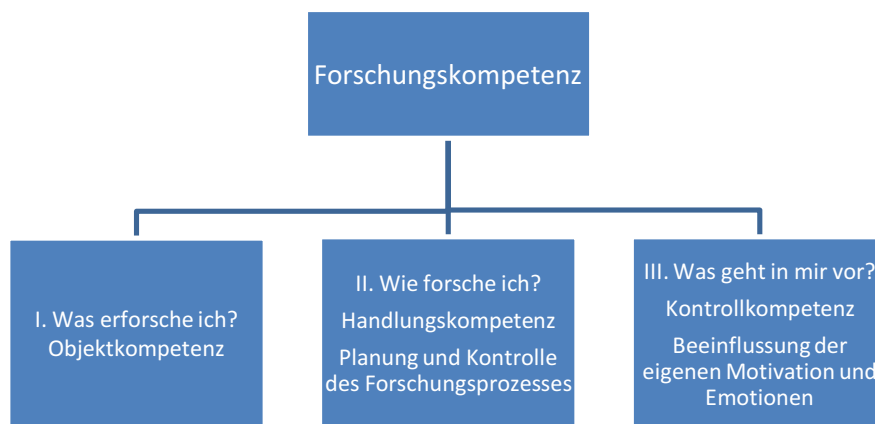 Forschungskompetenz
I. Was erforsche ich?
Objektkompetenz
II. Wie forsche ich?
Handlungskompetenz
Planung und Kontrolle
des Forschungsprozesses
III. Was geht in mir vor?
Kontrollkompetenz
Beeinflussung der
eigenen Motivation und
Emotionen